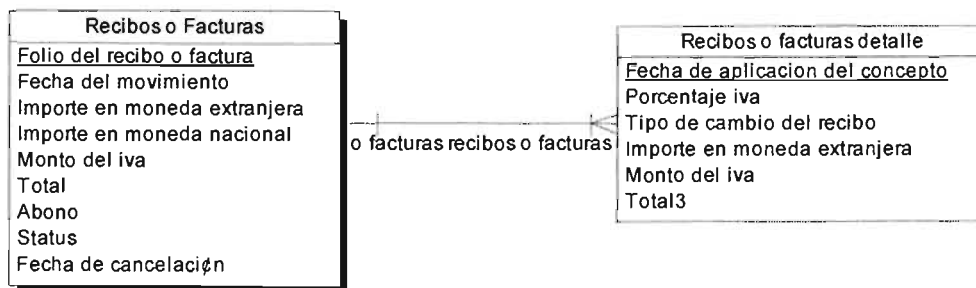 Recibos o Facturas
Folio del recibo o factura
Fecha del movimiento
Importe en moneda extranjera
Importe en moneda nacional
Monto del iva
Total
Abono
Status
Fecha de cancelaci¢n
o facturas recibos o facturas
Recibos o facturas detalle
Fecha de aplicacion del concepto
Porcentaje iva
Tipo de cambio del recibo
Importe en moneda extranjera
Monto del iva
Total3